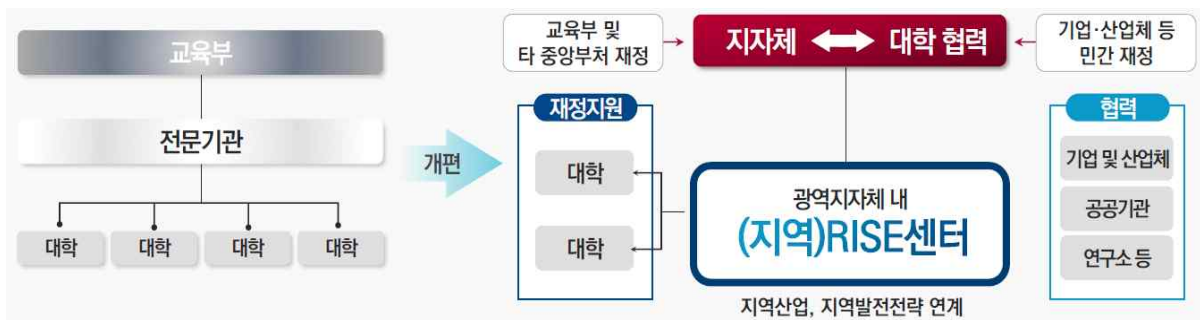 교육부
전문기관
대학 대학 대학 대학
개편
교육부 및
타 중앙부처 재정
지자체 대학 협력
기업·산업체 등
민간 재정
재정지원
대학
대학
광역지자체 내
(지역)RISE센터
지역산업, 지역발전전략 연계
협력
기업 및 산업체
공공기관
연구소 등